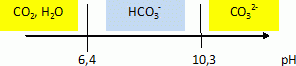 CO₂, H₂O HCO₃⁻ CO₃²⁻
6,4 10,3 pH